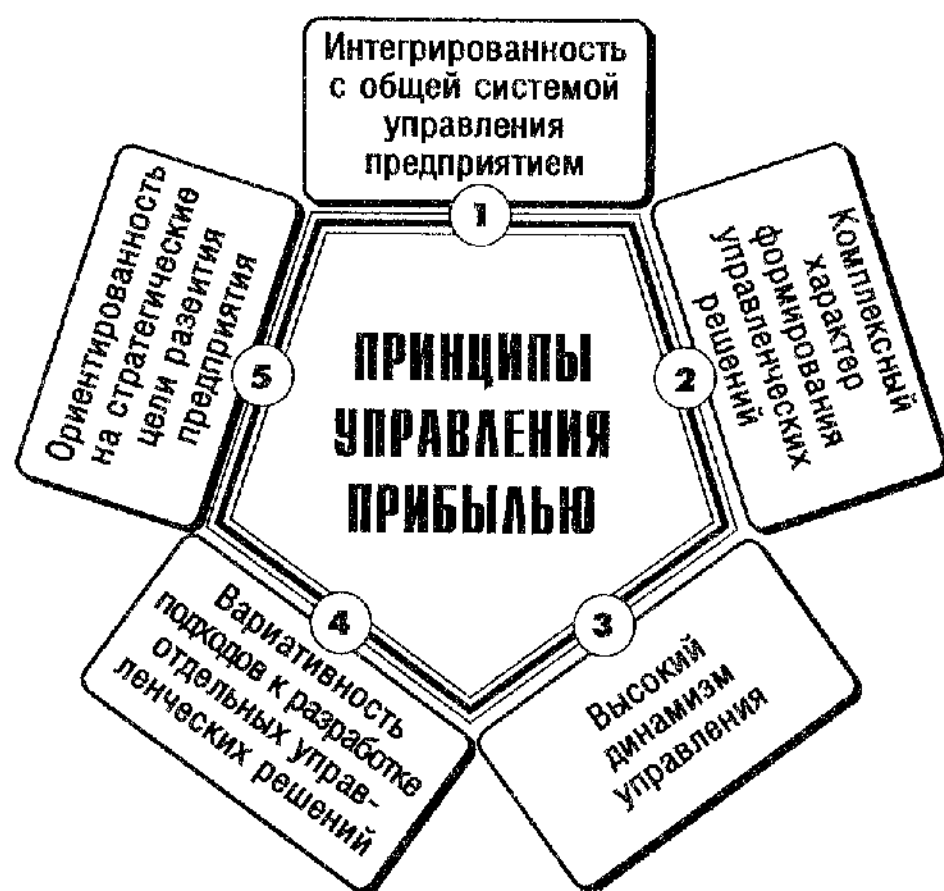 Интегрированность
с общей системой
управления
предприятием
1
Комплексный
характер
формирования
управленческих
решений
2
Высокий
динамизм
управления
3
Вариативность
подходов к разработке
отдельных управ-
ленческих решений
4
Ориентированность
на стратегические
цели развития
предприятия
5
ПРИНЦИПЫ
УПРАВЛЕНИЯ
ПРИБЫЛЬЮ